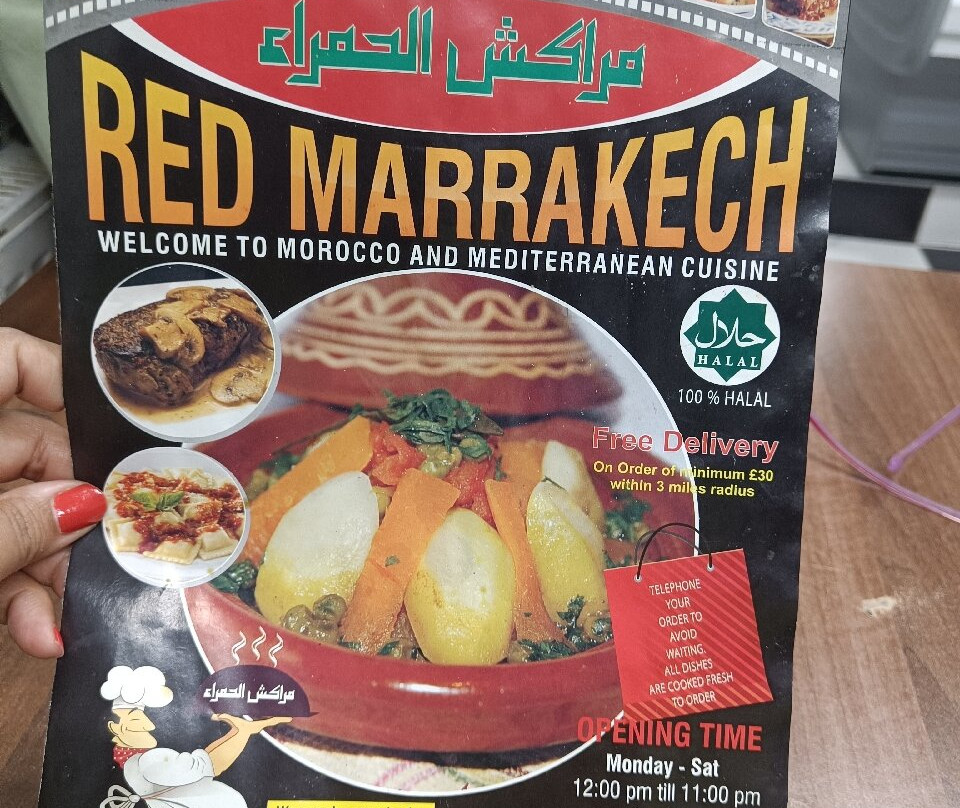 مراكش الحمراء
RED MARRAKECH
WELCOME TO MOROCCO AND MEDITERRANEAN CUISINE
حلال
HALAL
100 % HALAL
Free Delivery
On Order of minimum £30
within 3 miles radius
TELEPHONE
YOUR
ORDER TO
AVOID
WAITING.
ALL DISHES
ARE COOKED FRESH
TO ORDER
مراكش الحمراء
OPENING TIME
Monday - Sat
12:00 pm till 11:00 pm